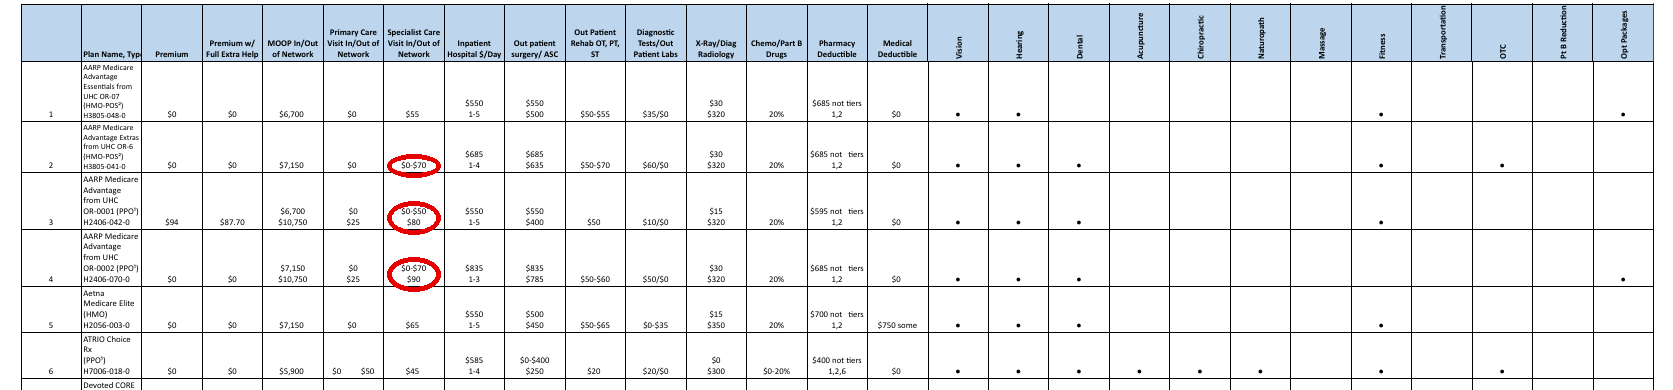 Plan Name, Typ
Premium
Premium w/
Full Extra Help
MOOP In/Out
of Network
Primary Care
Visit In/Out of
Network
Specialist Care
Visit In/Out of
Network
Inpatient
Hospital $/Day
Out patient
surgery/ ASC
Out Patient
Rehab OT, PT,
ST
Diagnostic
Tests/Out
Patient Labs
X-Ray/Diag
Radiology
Chemo/Part B
Drugs
Pharmacy
Deductible
Medical
Deductible
Vision
Hearing
Dental
Acupuncture
Chiropractic
Naturopath
Massage
Fitness
Transportation
OTC
Pt B Reduction
Opt Packages
1
AARP Medicare
Advantage
Essentials from
UHC OR-07
(HMO-POS²)
H3805-048-0
$0
$0
$6,700
$0
$55
$550
1-5
$550
$500
$50-$55
$35/$0
$30
$320
20%
$685 not tiers
1,2
$0
•
•
•
•
2
AARP Medicare
Advantage Extras
from UHC OR-6
(HMO-POS²)
H3805-041-0
$0
$0
$7,150
$0
$0-$70
$685
1-4
$685
$635
$50-$70
$60/$0
$30
$320
20%
$685 not tiers
1,2
$0
•
•
•
•
•
3
AARP Medicare
Advantage
from UHC
OR-0001 (PPO³)
H2406-042-0
$94
$87.70
$6,700
$10,750
$0
$25
$0-$50
$80
$550
1-5
$550
$400
$50
$10/$0
$15
$320
20%
$595 not tiers
1,2
$0
•
•
•
•
4
AARP Medicare
Advantage
from UHC
OR-0002 (PPO³)
H2406-070-0
$0
$0
$7,150
$10,750
$0
$25
$0-$70
$90
$835
1-3
$835
$785
$50-$60
$50/$0
$30
$320
20%
$685 not tiers
1,2
$0
•
•
•
•
5
Aetna
Medicare Elite
(HMO)
H2056-003-0
$0
$0
$7,150
$0
$65
$550
1-5
$500
$450
$50-$65
$0-$35
$15
$350
20%
$700 not tiers
1,2
$750 some
•
•
•
•
6
ATRIO Choice
Rx
(PPO³)
H7006-018-0
$0
$0
$5,900
$0 $50
$45
$585
1-4
$0-$400
$250
$20
$20/$0
$0
$300
$0-20%
$400 not tiers
1,2,6
$0
•
•
•
•
•
•
•
•
Devoted CORE